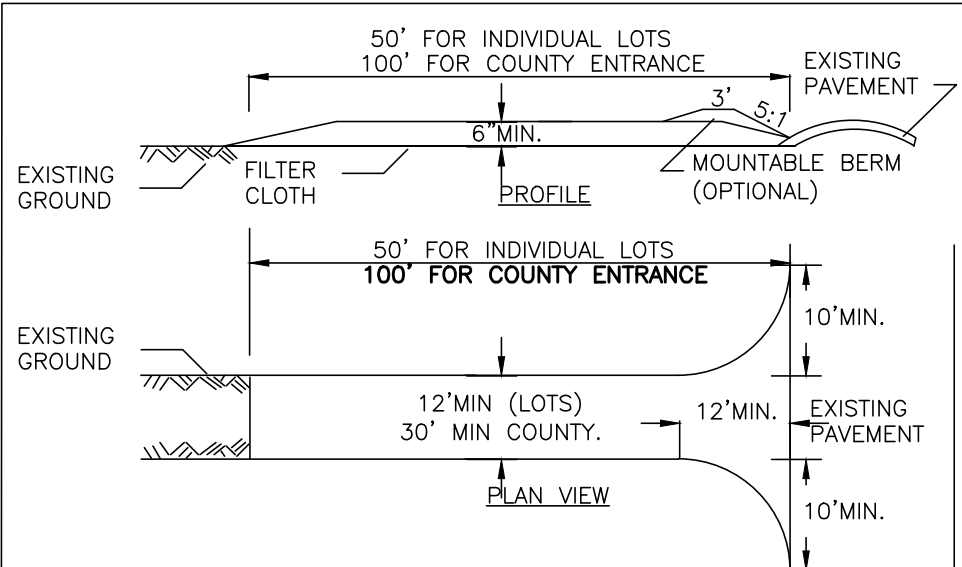 50' FOR INDIVIDUAL LOTS
100' FOR COUNTY ENTRANCE
EXISTING
PAVEMENT
3'
5:1
6"MIN.
EXISTING
GROUND
FILTER
CLOTH
PROFILE
MOUNTABLE BERM
(OPTIONAL)
50' FOR INDIVIDUAL LOTS
100' FOR COUNTY ENTRANCE
EXISTING
GROUND
10'MIN.
12'MIN (LOTS)
30' MIN COUNTY.
12'MIN.
EXISTING
PAVEMENT
PLAN VIEW
10'MIN.